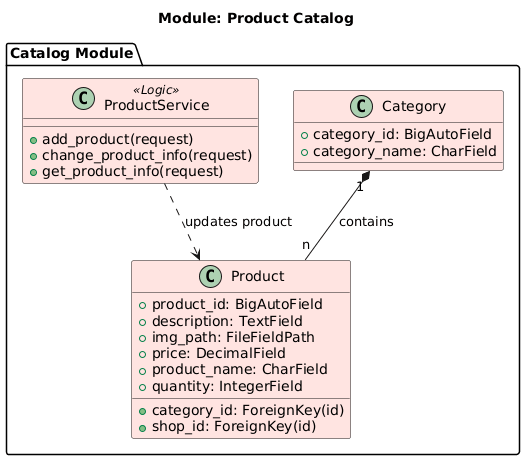 Module: Product Catalog
Catalog Module
C
«Logic»
ProductService
add_product(request)
change_product_info(request)
get_product_info(request)
C Category
category_id: BigAutoField
category_name: CharField
1
updates product
contains
n
C Product
product_id: BigAutoField
description: TextField
img_path: FileFieldPath
price: DecimalField
product_name: CharField
quantity: IntegerField
category_id: ForeignKey(id)
shop_id: ForeignKey(id)